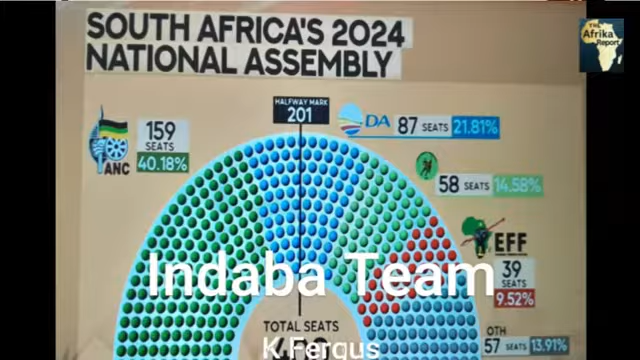 SOUTH AFRICA'S 2024
NATIONAL ASSEMBLY
THE
Afrika
Report
HALFWAY MARK
201
ANC
159
SEATS
40.18%
DA
87 SEATS 21.81%
58 SEATS 14.58%
EFF
39
SEATS
9.52%
Indaba Team
TOTAL SEATS
K Fergus
OTH
57 SEATS 13.91%